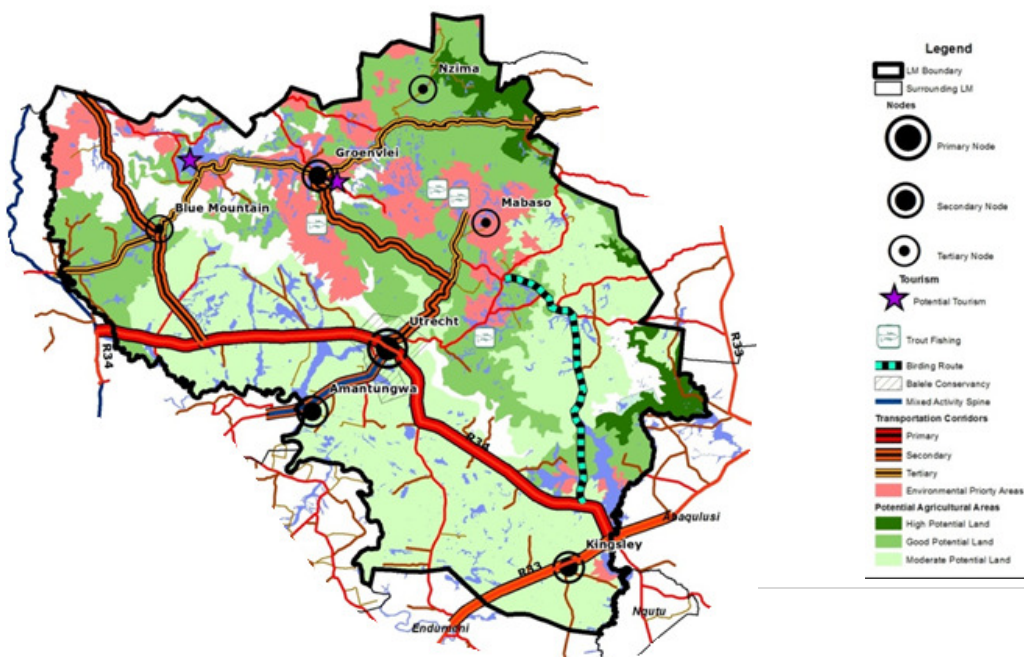 Nzima
Groenvlei
Mabaso
Blue Mountain
Utrecht
R34
R33
Amantungwa
R34
Abaqulusi
Kingsley
R33
Nqutu
Endumeni
Legend
LM Boundary
Surrounding LM
Nodes
Primary Node
Secondary Node
Tertiary Node
Tourism
Potential Tourism
Trout Fishing
Birding Route
Balele Conservancy
Mixed Activity Spine
Transportation Corridors
Primary
Secondary
Tertiary
Environmental Priorty Areas
Potential Agricultural Areas
High Potential Land
Good Potential Land
Moderate Potential Land